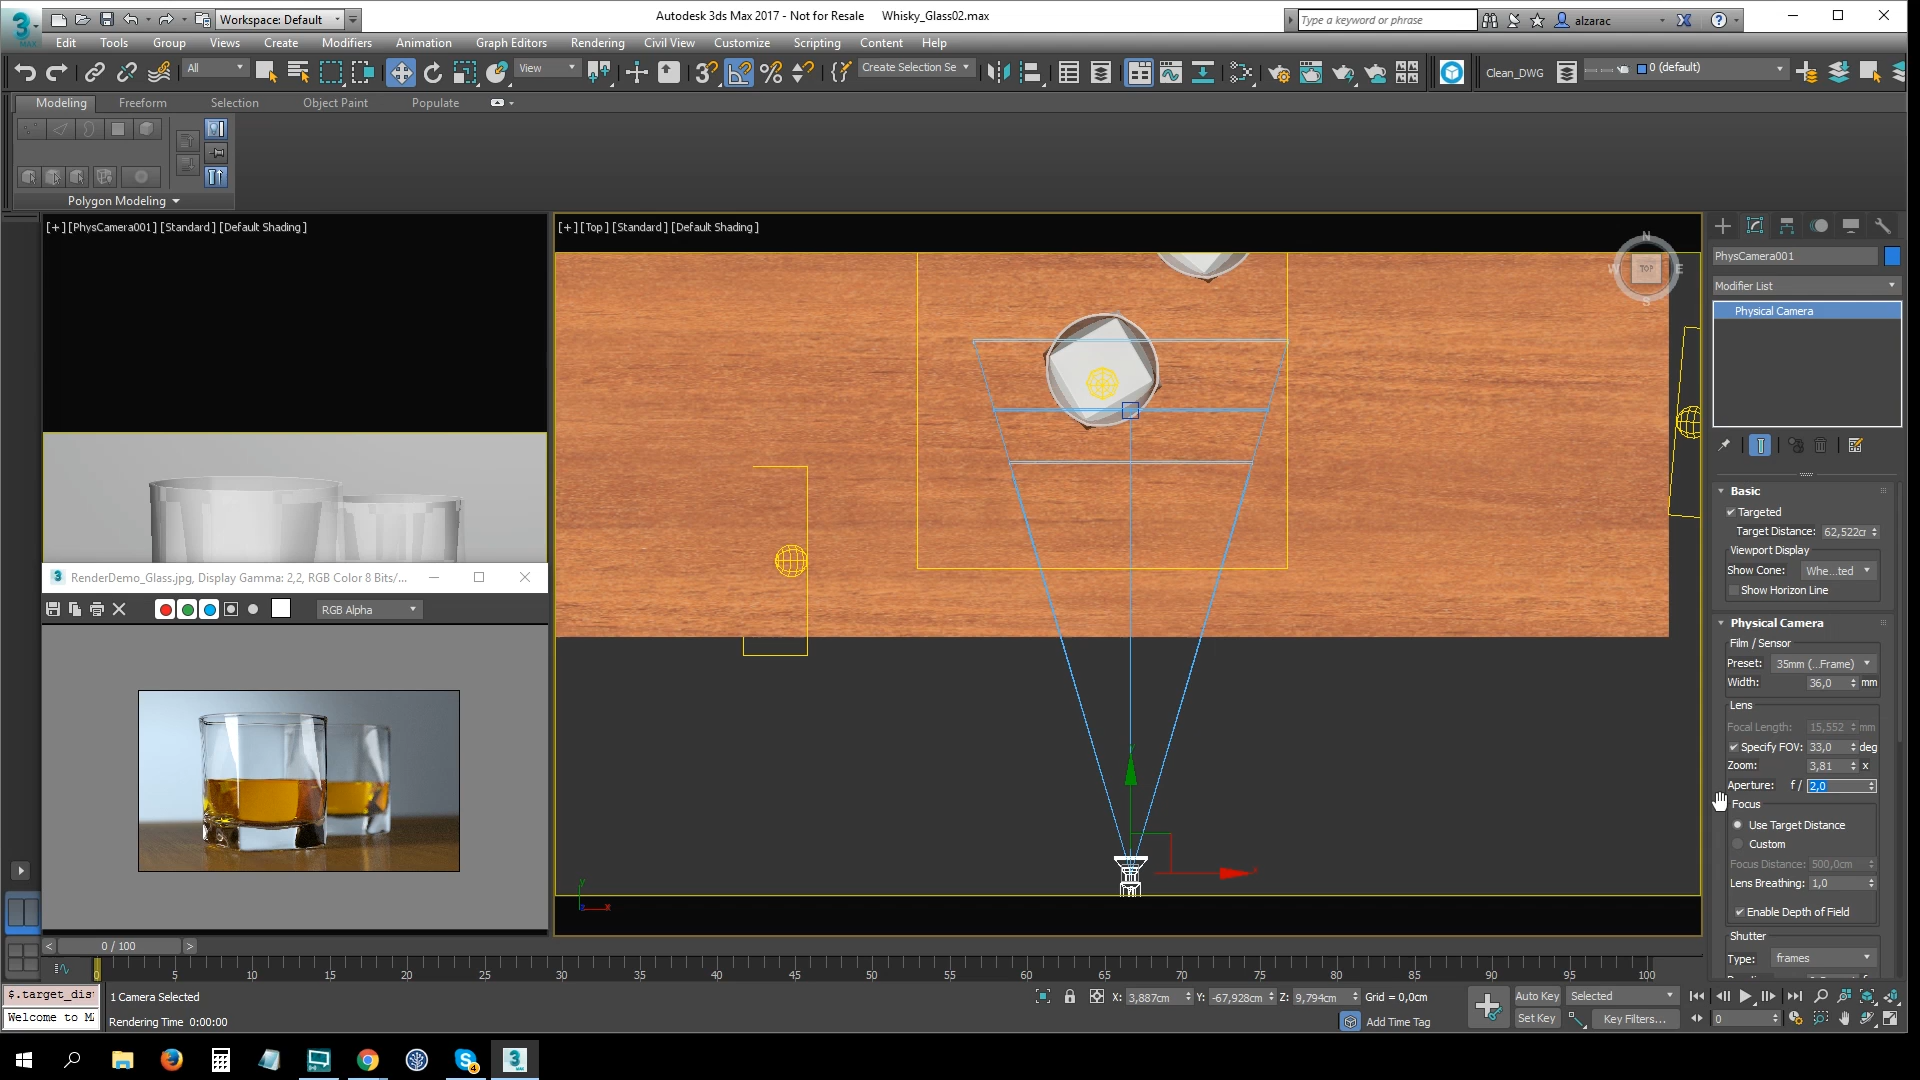 Workspace: Default
Autodesk 3ds Max 2017 - Not for Resale Whisky_Glass02.max
Type a keyword or phrase
alzarac
MAX
Edit Tools Group Views Create Modifiers Animation Graph Editors Rendering Civil View Customize Scripting Content Help
All
View
Create Selection Se
Clean_DWG
0 (default)
Modeling Freeform Selection Object Paint Populate
Polygon Modeling
[+] [PhysCamera001] [Standard] [Default Shading]
[+] [Top] [Standard] [Default Shading]
N
W TOP E
S
PhysCamera001
Modifier List
Physical Camera
Basic
Targeted
Target Distance: 62,522cr
Viewport Display
Show Cone: Whe...ted
Show Horizon Line
Physical Camera
Film / Sensor
Preset: 35mm (...Frame)
Width: 36,0 mm
Lens
Focal Length: 15,552 mm
Specify FOV: 33,0 deg
Zoom: 3,81 x
Aperture: f / 2,0
Focus
Use Target Distance
Custom
Focus Distance: 500,0cm
Lens Breathing: 1,0
Enable Depth of Field
Shutter
Type: frames
RenderDemo_Glass.jpg, Display Gamma: 2,2, RGB Color 8 Bits/...
RGB Alpha
y
x
x
0 / 100
0 5 10 15 20 25 30 35 40 45 50 55 60 65 70 75 80 85 90 95 100
$.target_dis
1 Camera Selected
X: 3,887cm Y: -67,928cm Z: 9,794cm Grid = 0,0cm
Auto Key Selected
Welcome to M
Rendering Time 0:00:00
Add Time Tag
Set Key Key Filters...
0
4
3